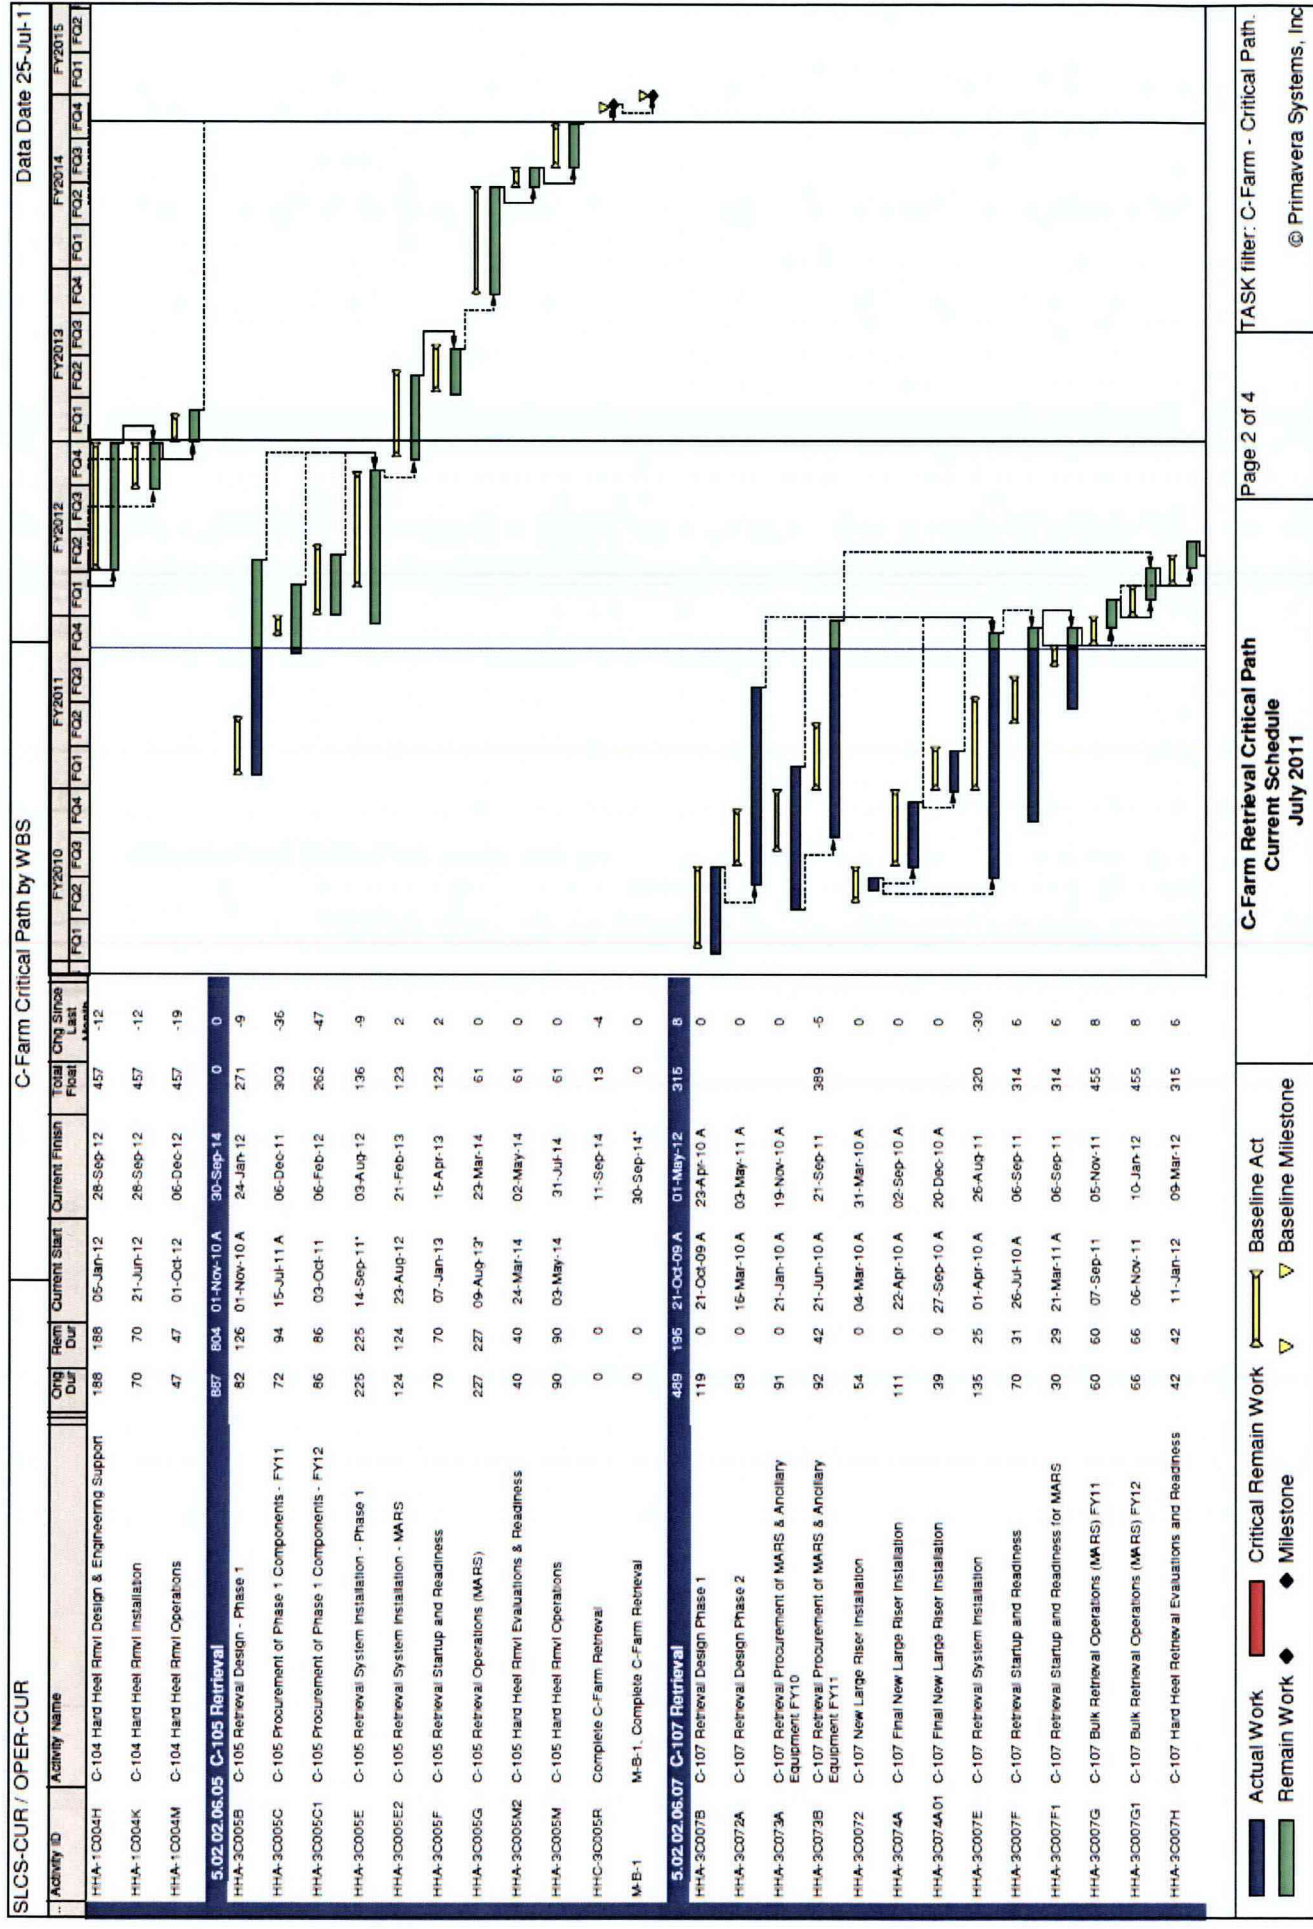 SLCS-CUR / OPER-CUR C-Farm Critical Path by WBS Data Date 25-Jul-1
.. Activity ID Activity Name Orig Dur Rem Dur Current Start Current Finish Total Float Chg Since Last Month FY2010 FY2011 FY2012 FY2013 FY2014 FY2015
FQ1 FQ2 FQ3 FQ4 FQ1 FQ2 FQ3 FQ4 FQ1 FQ2 FQ3 FQ4 FQ1 FQ2 FQ3 FQ4 FQ1 FQ2 FQ3 FQ4 FQ1 FQ2
HHA-1C004H C-104 Hard Heel Rmvl Design & Engineering Support 188 188 05-Jan-12 28-Sep-12 457 -12
HHA-1C004K C-104 Hard Heel Rmvl Installation 70 70 21-Jun-12 28-Sep-12 457 -12
HHA-1C004M C-104 Hard Heel Rmvl Operations 47 47 01-Oct-12 06-Dec-12 457 -19
5.02.02.06.05 C-105 Retrieval 887 804 01-Nov-10 A 30-Sep-14 0 0
HHA-3C005B C-105 Retrieval Design - Phase 1 82 126 01-Nov-10 A 24-Jan-12 271 -9
HHA-3C005C C-105 Procurement of Phase 1 Components - FY11 72 94 15-Jul-11 A 06-Dec-11 303 -36
HHA-3C005C1 C-105 Procurement of Phase 1 Components - FY12 86 86 03-Oct-11 06-Feb-12 262 -47
HHA-3C005E C-105 Retrieval System Installation - Phase 1 225 225 14-Sep-11* 03-Aug-12 136 -9
HHA-3C005E2 C-105 Retrieval System Installation - MARS 124 124 23-Aug-12 21-Feb-13 123 2
HHA-3C005F C-105 Retrieval Startup and Readiness 70 70 07-Jan-13 15-Apr-13 123 2
HHA-3C005G C-105 Retrieval Operations (MARS) 227 227 09-Aug-13* 23-Mar-14 61 0
HHA-3C005M2 C-105 Hard Heel Rmvl Evaluations & Readiness 40 40 24-Mar-14 02-May-14 61 0
HHA-3C005M C-105 Hard Heel Rmvl Operations 90 90 03-May-14 31-Jul-14 61 0
HHC-3C005R Complete C-Farm Retrieval 0 0 11-Sep-14 13 -4
M-B-1 M-B-1, Complete C-Farm Retrieval 0 0 30-Sep-14* 0 0
5.02.02.06.07 C-107 Retrieval 489 195 21-Oct-09 A 01-May-12 315 8
HHA-3C007B C-107 Retrieval Design Phase 1 119 0 21-Oct-09 A 23-Apr-10 A 0
HHA-3C072A C-107 Retrieval Design Phase 2 83 0 16-Mar-10 A 03-May-11 A 0
HHA-3C073A C-107 Retrieval Procurement of MARS & Ancillary Equipment FY10 91 0 21-Jan-10 A 19-Nov-10 A 0
HHA-3C073B C-107 Retrieval Procurement of MARS & Ancillary Equipment FY11 92 42 21-Jun-10 A 21-Sep-11 389 -5
HHA-3C0072 C-107 New Large Riser Installation 54 0 04-Mar-10 A 31-Mar-10 A 0
HHA-3C074A C-107 Final New Large Riser Installation 111 0 22-Apr-10 A 02-Sep-10 A 0
HHA-3C074A01 C-107 Final New Large Riser Installation 39 0 27-Sep-10 A 20-Dec-10 A 0
HHA-3C007E C-107 Retrieval System Installation 135 25 01-Apr-10 A 26-Aug-11 320 -30
HHA-3C007F C-107 Retrieval Startup and Readiness 70 31 26-Jul-10 A 06-Sep-11 314 6
HHA-3C007F1 C-107 Retrieval Startup and Readiness for MARS 30 29 21-Mar-11 A 06-Sep-11 314 6
HHA-3C007G C-107 Bulk Retrieval Operations (MARS) FY11 60 60 07-Sep-11 05-Nov-11 455 8
HHA-3C007G1 C-107 Bulk Retrieval Operations (MARS) FY12 66 66 06-Nov-11 10-Jan-12 455 8
HHA-3C007H C-107 Hard Heel Retrieval Evaluations and Readiness 42 42 11-Jan-12 09-Mar-12 315 6
Actual Work Critical Remain Work Baseline Act
Remain Work Milestone Baseline Milestone
C-Farm Retrieval Critical Path
Current Schedule
July 2011
Page 2 of 4
TASK filter: C-Farm - Critical Path.
© Primavera Systems, Inc